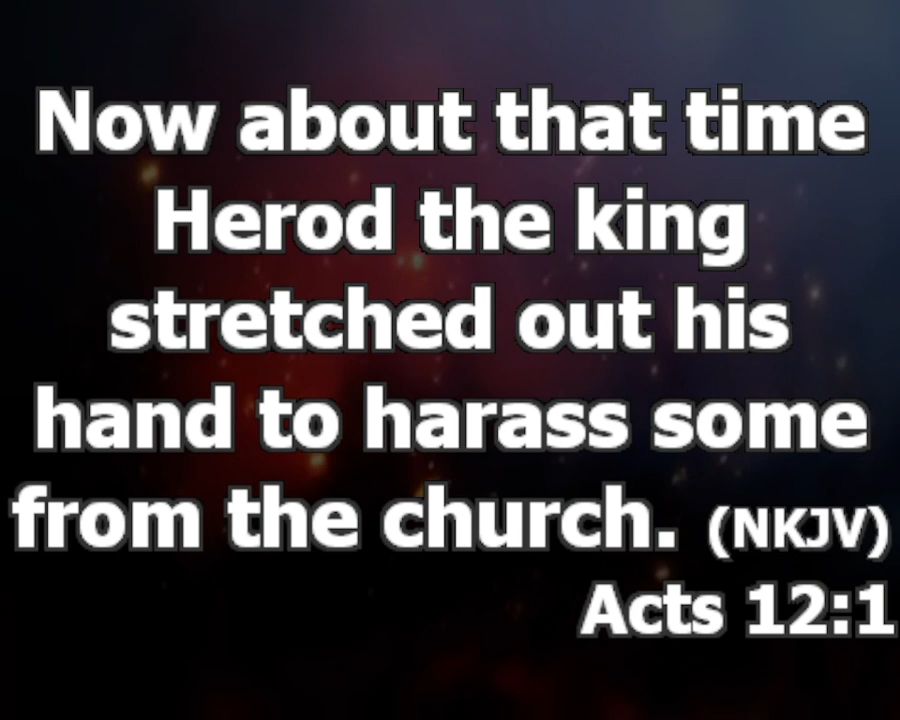 Now about that time
Herod the king
stretched out his
hand to harass some
from the church. (NKJV)
Acts 12:1